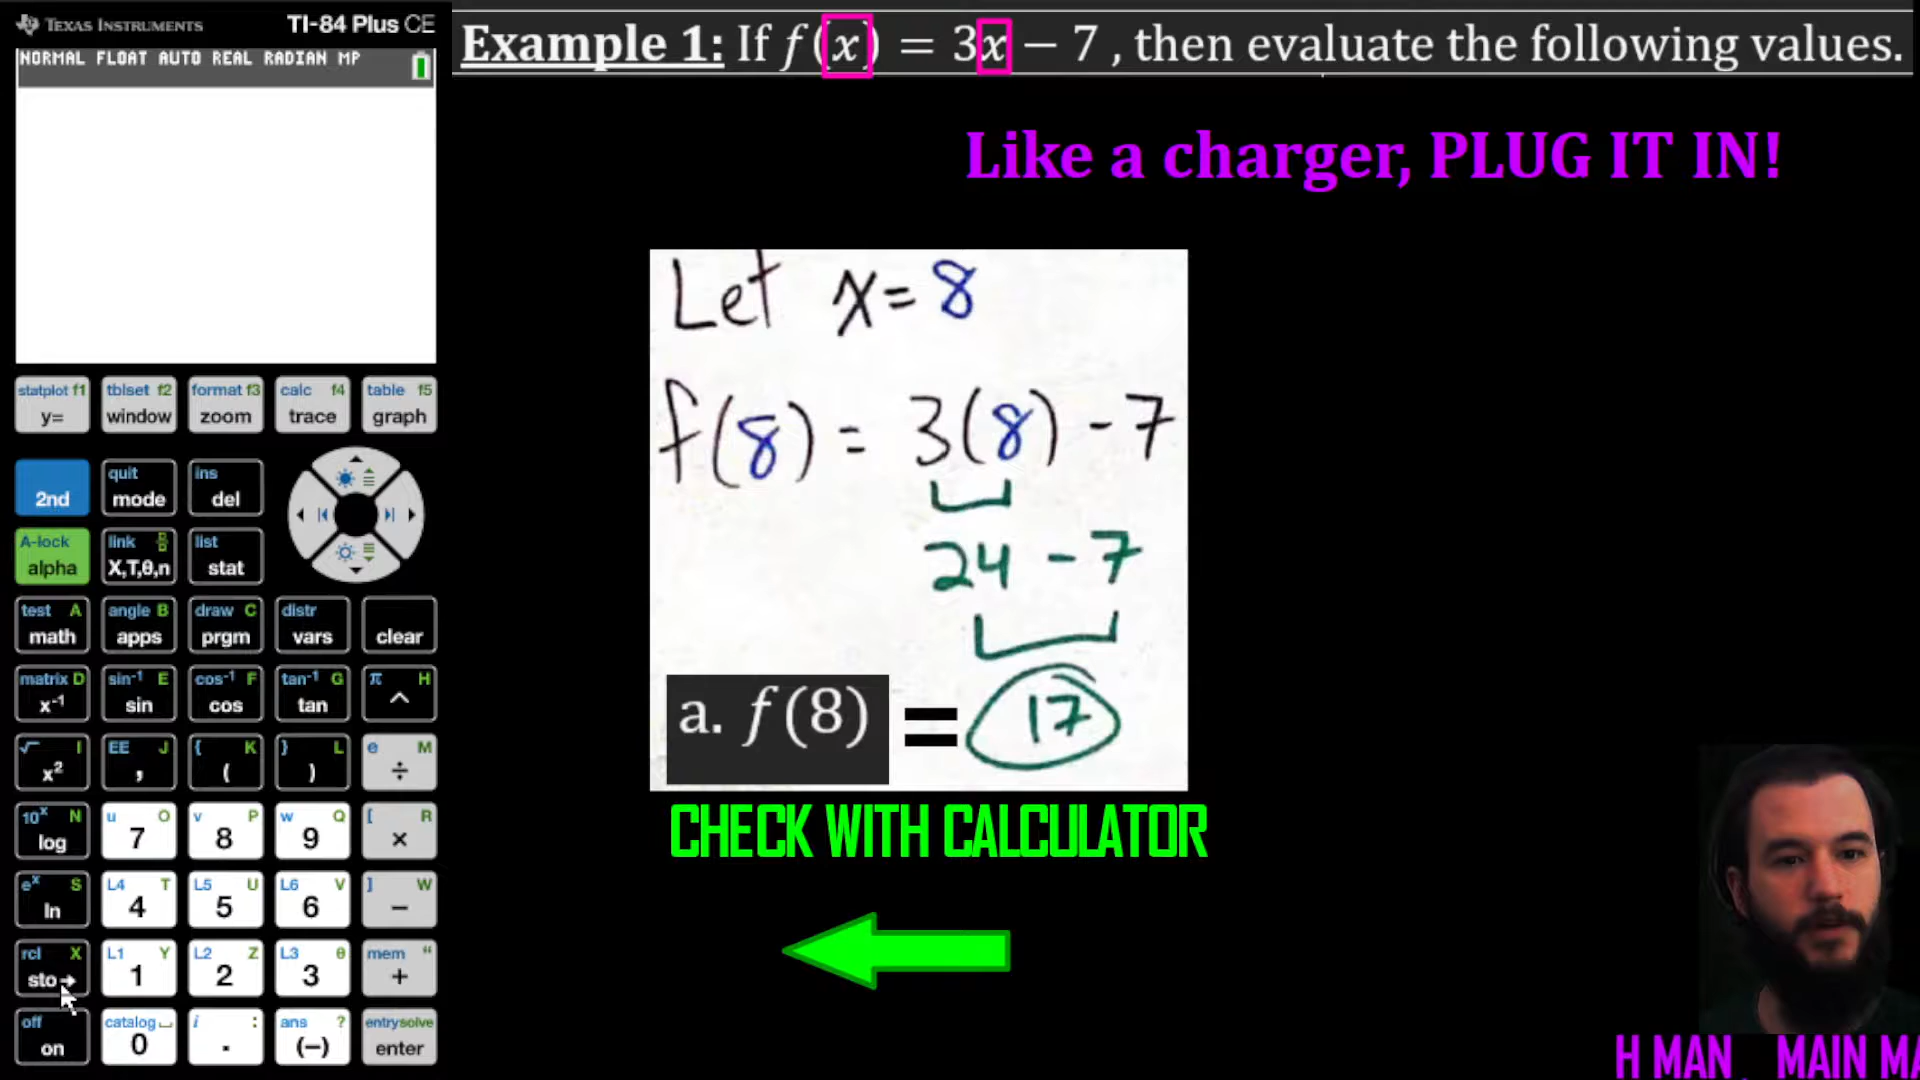 TEXAS INSTRUMENTS TI-84 Plus CE
NORMAL FLOAT AUTO REAL RADIAN MP
Example 1: If f(x) = 3x − 7 , then evaluate the following values.
Like a charger, PLUG IT IN!
Let x = 8
f(8) = 3(8) - 7
24 - 7
a. f(8) = 17
CHECK WITH CALCULATOR
H MAN MAIN MA
statplot f1 tblset f2 format f3 calc f4 table f5
y= window zoom trace graph
quit ins
2nd mode del
A-lock link list
alpha X,T,θ,n stat
test A angle B draw C distr
math apps prgm vars clear
matrix D sin⁻¹ E cos⁻¹ F tan⁻¹ G π H
x⁻¹ sin cos tan ^
√ I EE J { K } L e M
x² , ( ) ÷
10ˣ N u O v P w Q [ R
log 7 8 9 ×
eˣ S L4 T L5 U L6 V ] W
ln 4 5 6 −
rcl X L1 Y L2 Z L3 θ mem "
sto→ 1 2 3 +
off catalog i : ans ? entry solve
on 0 . (−) enter